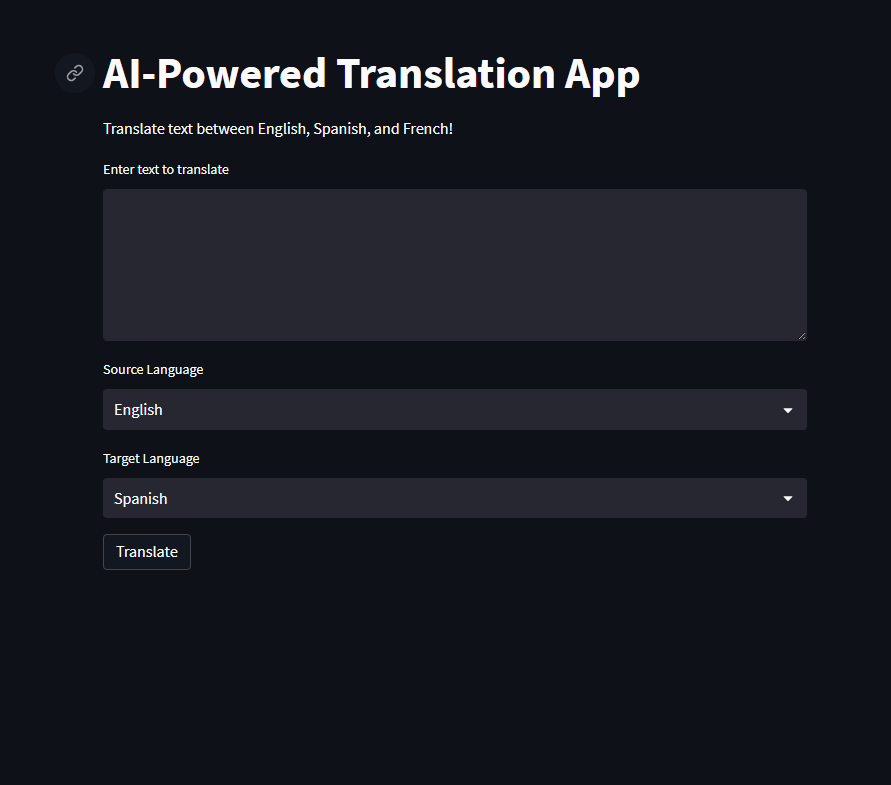 AI-Powered Translation App
Translate text between English, Spanish, and French!
Enter text to translate
Source Language
English
Target Language
Spanish
Translate